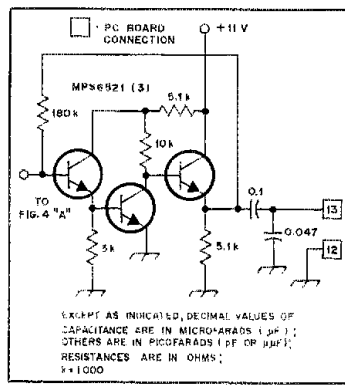 · PC BOARD
CONNECTION
+11 V
MPS6521 (3)
5.1k
180k
10k
TO
FIG. 4 "A"
3k
5.1k
0.1
0.047
13
12
EXCEPT AS INDICATED, DECIMAL VALUES OF
CAPACITANCE ARE IN MICROFARADS (µF);
OTHERS ARE IN PICOFARADS (pF OR µµF);
RESISTANCES ARE IN OHMS;
k=1000